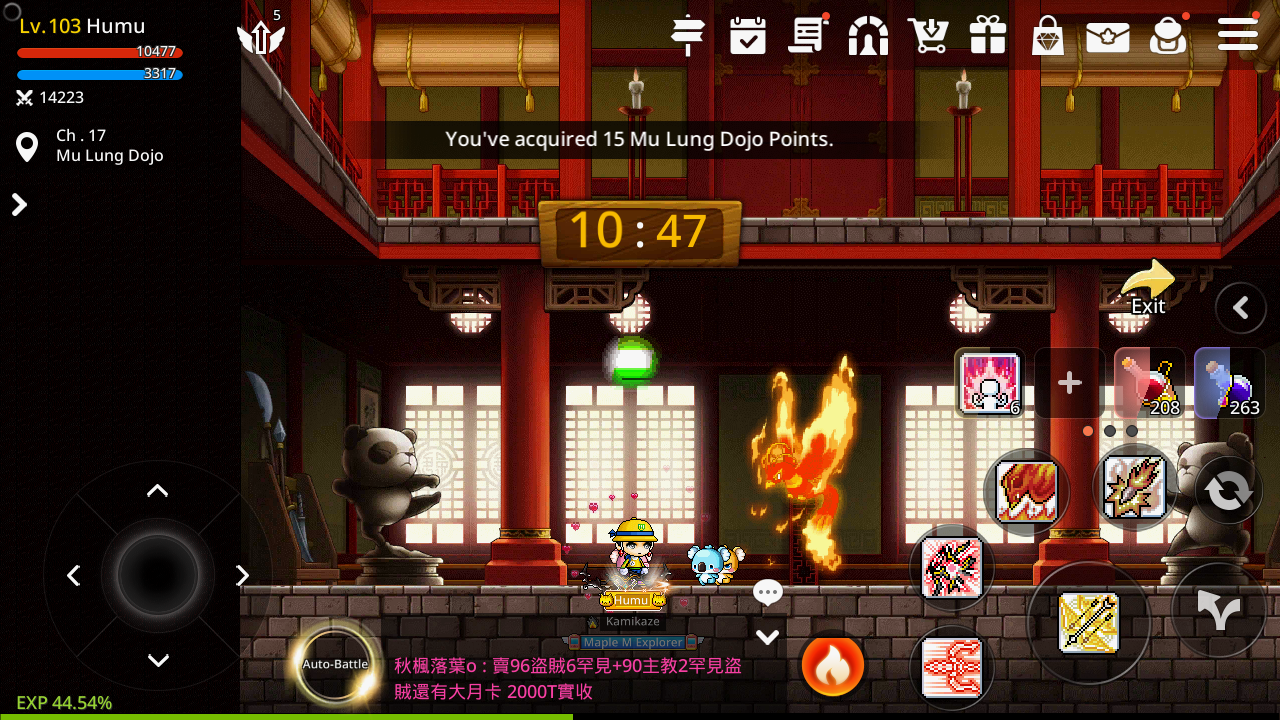 Lv.103 Humu
5
10477
3317
14223
Ch . 17
Mu Lung Dojo
You've acquired 15 Mu Lung Dojo Points.
10 : 47
Exit
6
208
263
Humu
Kamikaze
Maple M Explorer
Auto-Battle
秋楓落葉o : 賣96盜賊6罕見+90主教2罕見盜
賊還有大月卡 2000T實收
EXP 44.54%